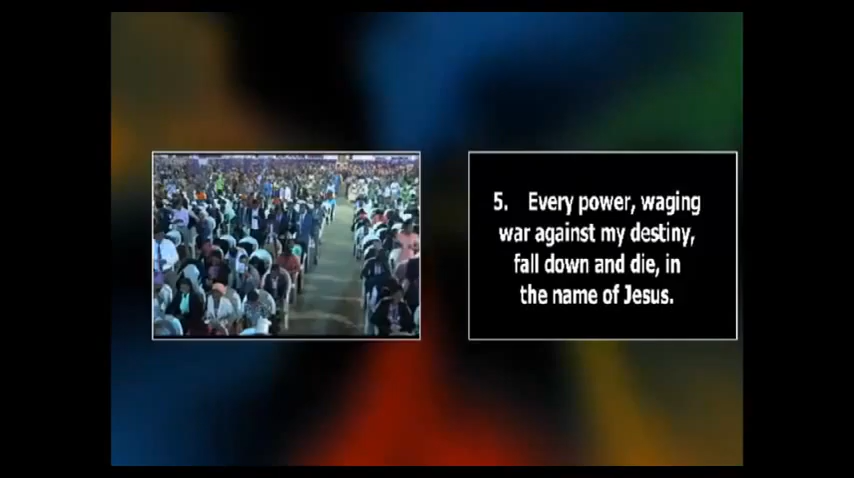 5. Every power, waging
war against my destiny,
fall down and die, in
the name of Jesus.